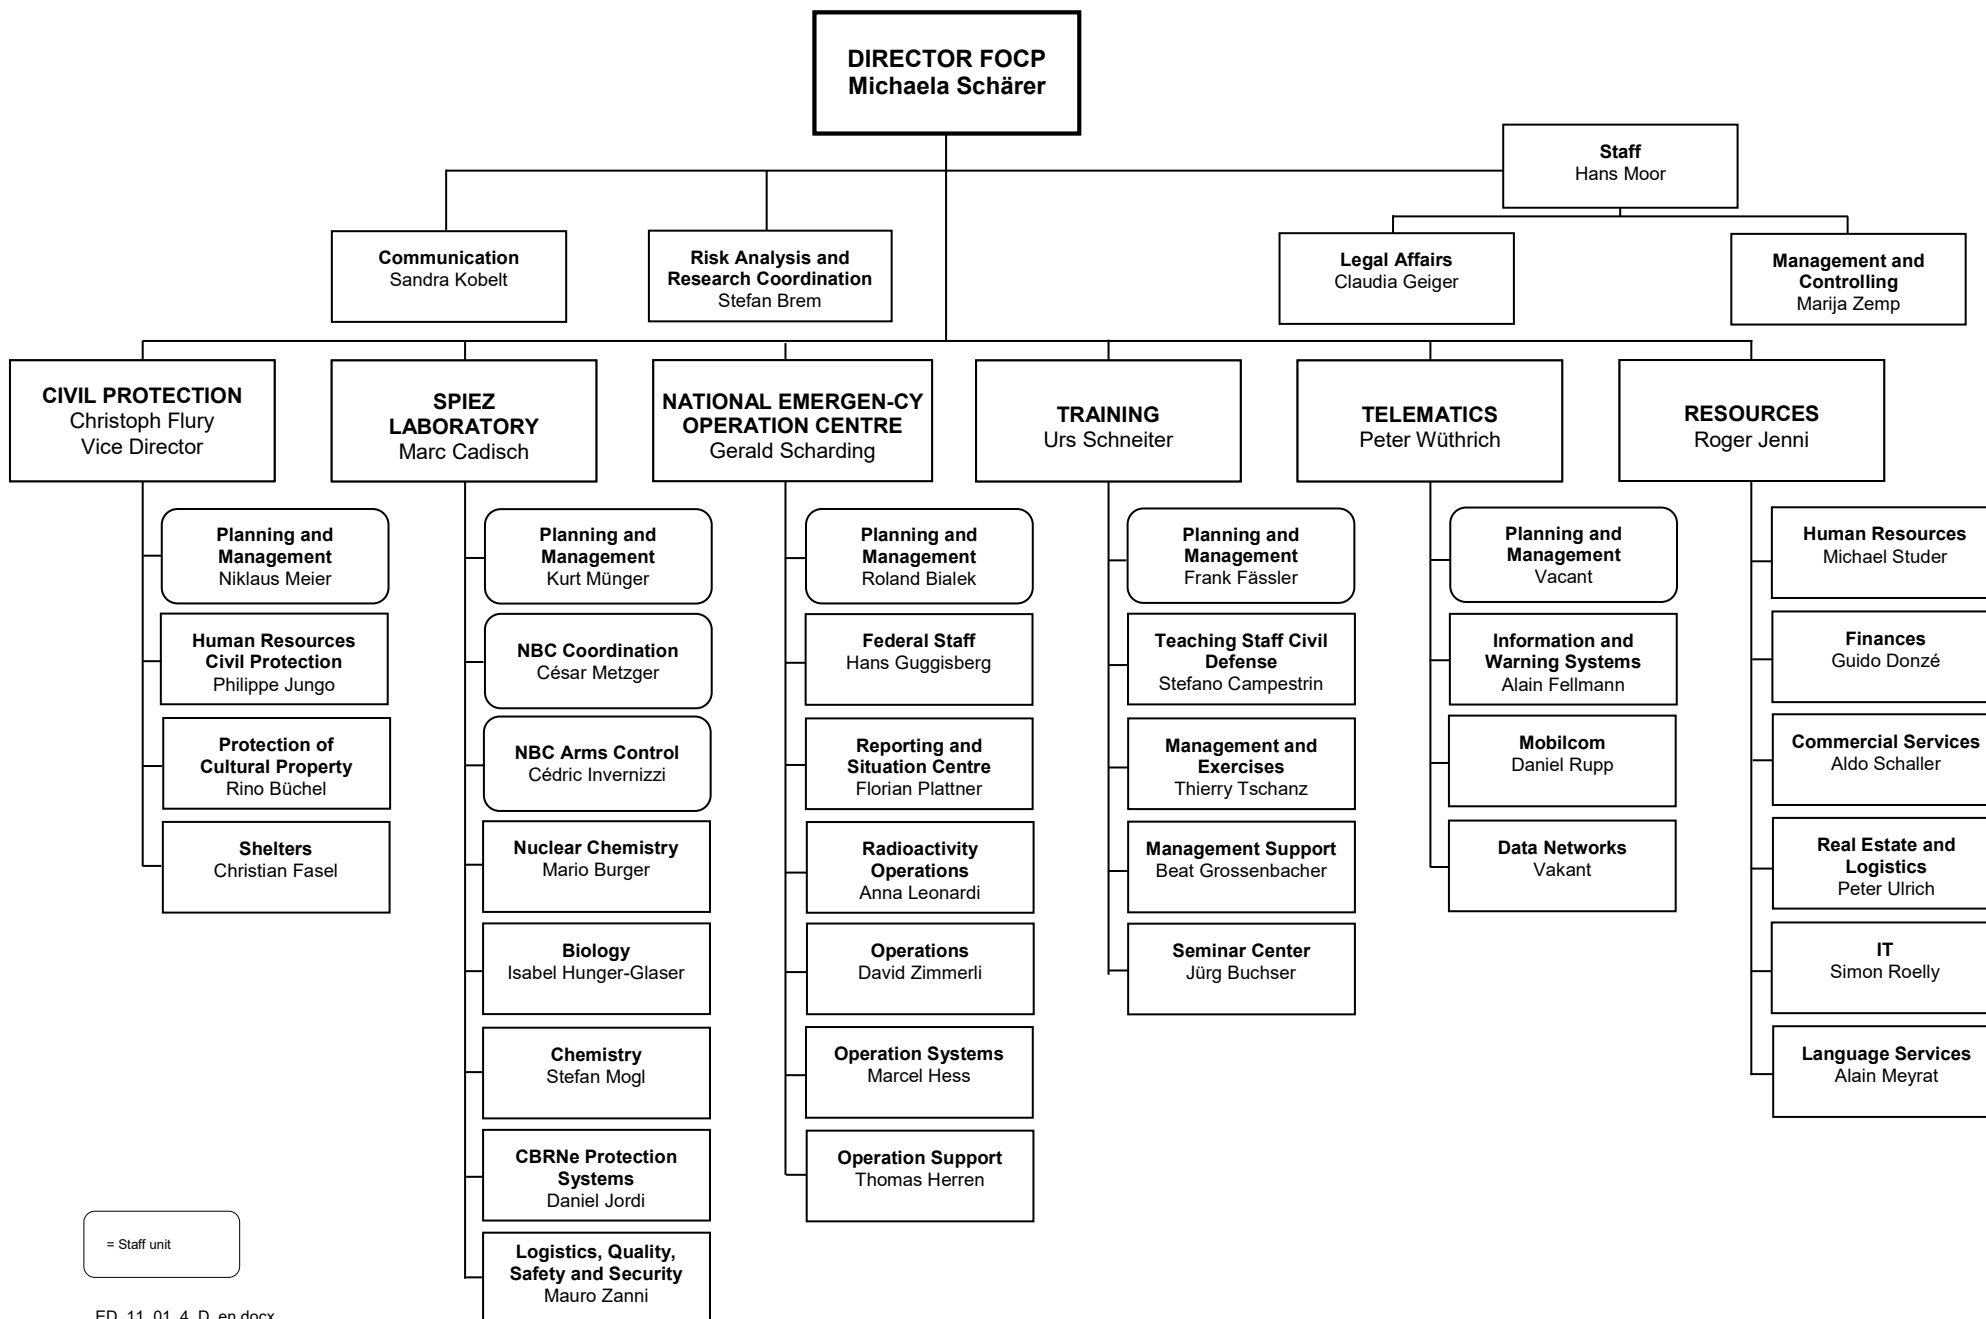 DIRECTOR FOCP
Michaela Schärer
Staff
Hans Moor
Communication
Sandra Kobelt
Risk Analysis and
Research Coordination
Stefan Brem
Legal Affairs
Claudia Geiger
Management and
Controlling
Marija Zemp
CIVIL PROTECTION
Christoph Flury
Vice Director
SPIEZ
LABORATORY
Marc Cadisch
NATIONAL EMERGEN-CY
OPERATION CENTRE
Gerald Scharding
TRAINING
Urs Schneiter
TELEMATICS
Peter Wüthrich
RESOURCES
Roger Jenni
Planning and
Management
Niklaus Meier
Human Resources
Civil Protection
Philippe Jungo
Protection of
Cultural Property
Rino Büchel
Shelters
Christian Fasel
Planning and
Management
Kurt Münger
NBC Coordination
César Metzger
NBC Arms Control
Cédric Invernizzi
Nuclear Chemistry
Mario Burger
Biology
Isabel Hunger-Glaser
Chemistry
Stefan Mogl
CBRNe Protection
Systems
Daniel Jordi
Logistics, Quality,
Safety and Security
Mauro Zanni
Planning and
Management
Roland Bialek
Federal Staff
Hans Guggisberg
Reporting and
Situation Centre
Florian Plattner
Radioactivity
Operations
Anna Leonardi
Operations
David Zimmerli
Operation Systems
Marcel Hess
Operation Support
Thomas Herren
Planning and
Management
Frank Fässler
Teaching Staff Civil
Defense
Stefano Campestrin
Management and
Exercises
Thierry Tschanz
Management Support
Beat Grossenbacher
Seminar Center
Jürg Buchser
Planning and
Management
Vacant
Information and
Warning Systems
Alain Fellmann
Mobilcom
Daniel Rupp
Data Networks
Vakant
Human Resources
Michael Studer
Finances
Guido Donzé
Commercial Services
Aldo Schaller
Real Estate and
Logistics
Peter Ulrich
IT
Simon Roelly
Language Services
Alain Meyrat
= Staff unit
FD_11_01_4_D_en.docx